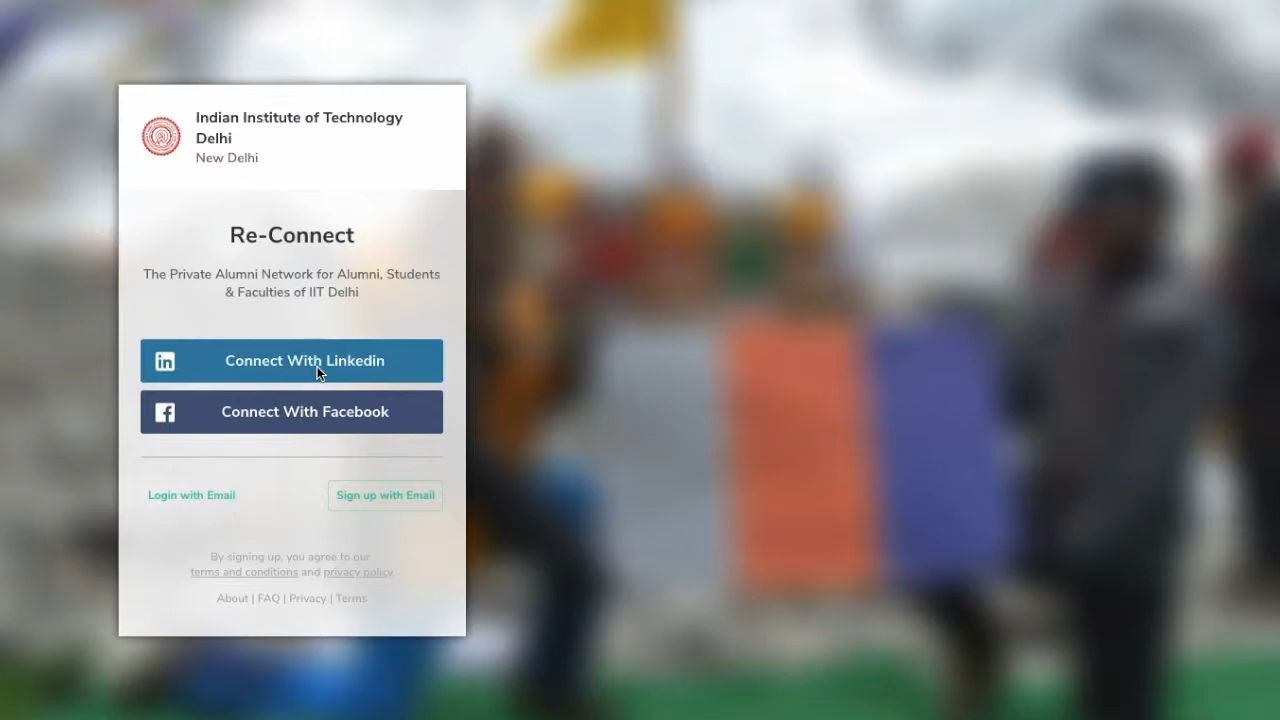 Indian Institute of Technology
Delhi
New Delhi
Re-Connect
The Private Alumni Network for Alumni, Students
& Faculties of IIT Delhi
Connect With Linkedin
Connect With Facebook
Login with Email
Sign up with Email
By signing up, you agree to our
terms and conditions and privacy policy
About | FAQ | Privacy | Terms